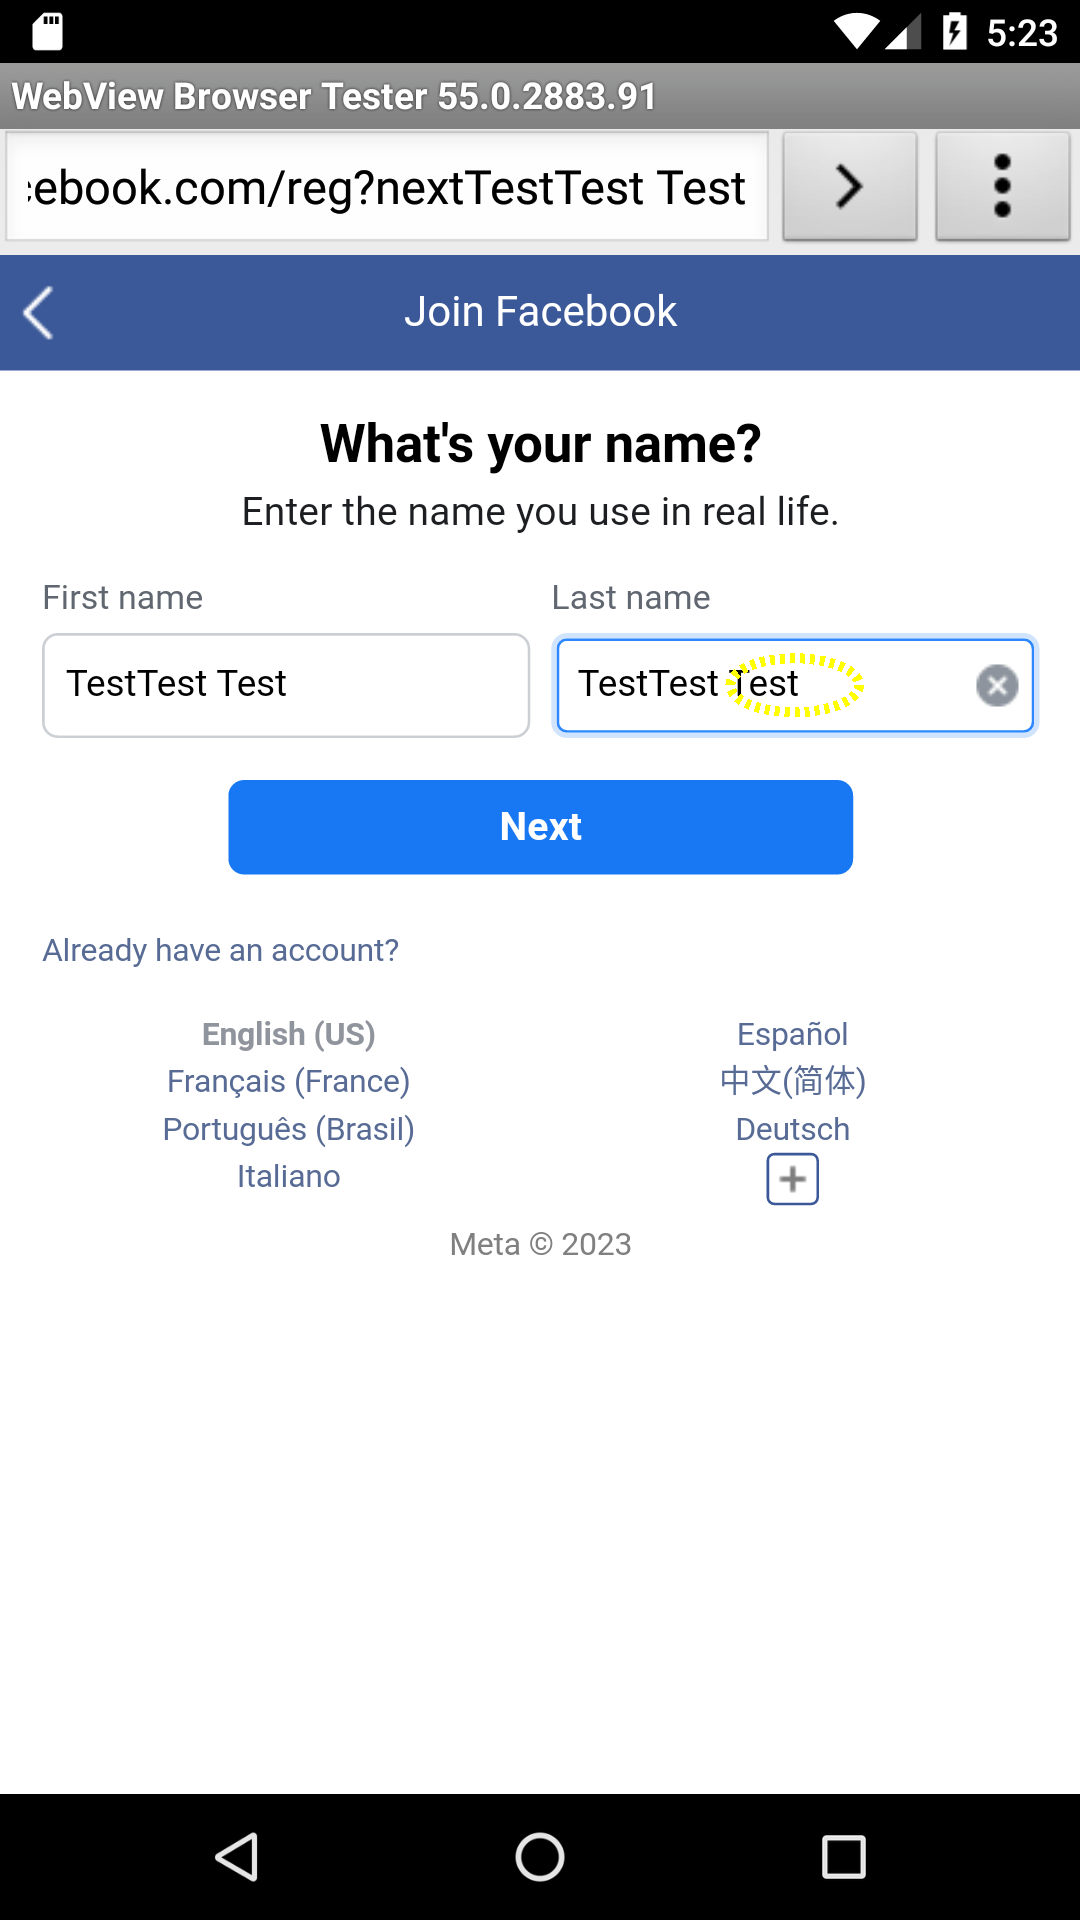 5:23
WebView Browser Tester 55.0.2883.91
ebook.com/reg?nextTestTest Test
Join Facebook
What's your name?
Enter the name you use in real life.
First name Last name
TestTest Test TestTest Test
Next
Already have an account?
English (US) Español
Français (France) 中文(简体)
Português (Brasil) Deutsch
Italiano +
Meta © 2023